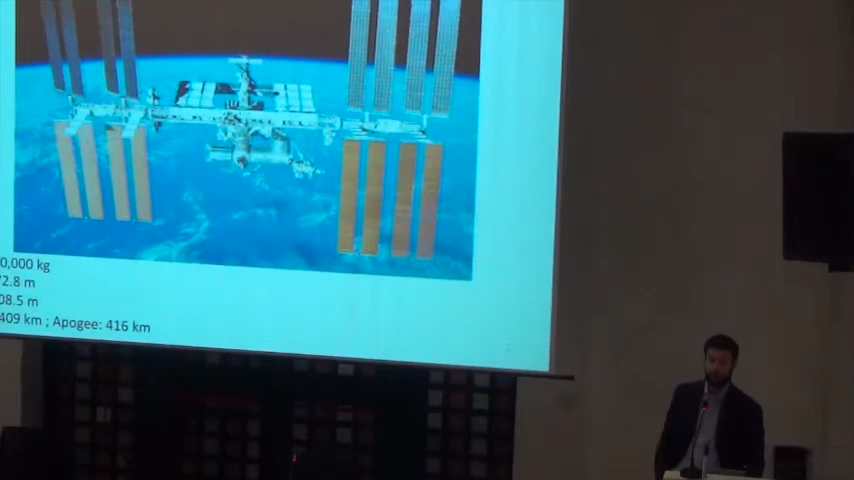 0,000 kg
72.8 m
08.5 m
409 km ; Apogee: 416 km